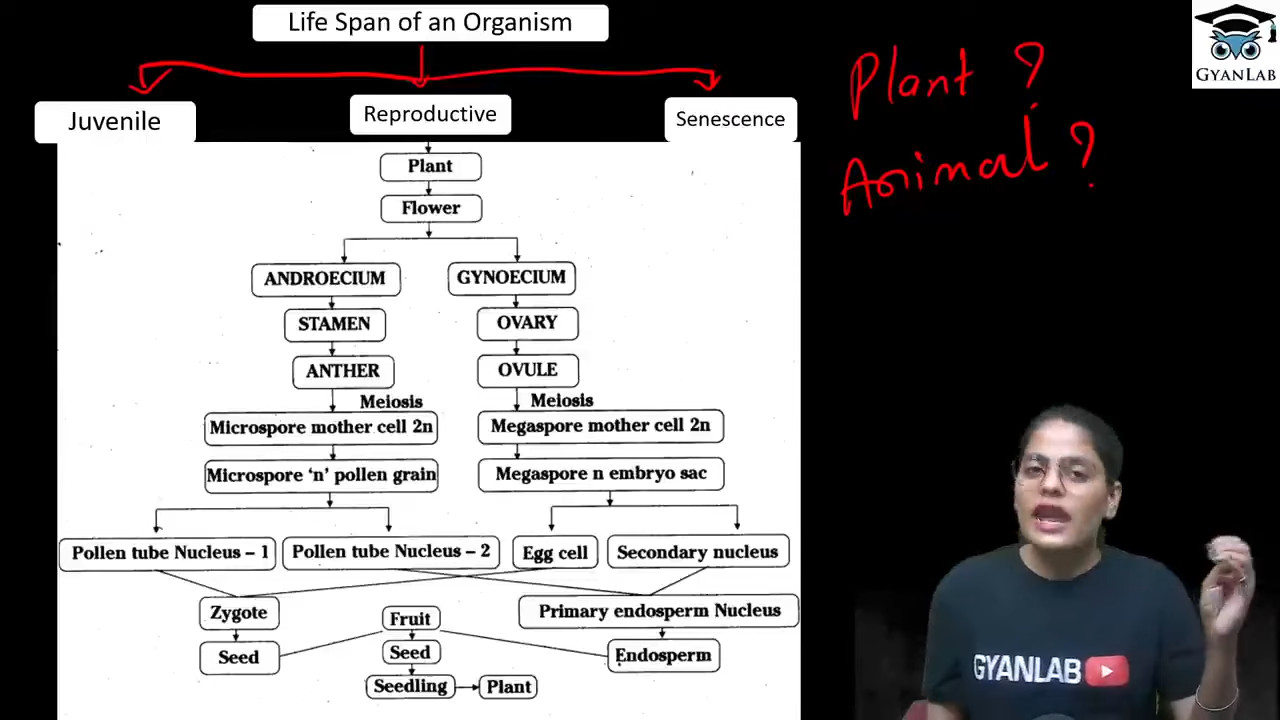 Life Span of an Organism
GYANLAB
Juvenile
Reproductive
Senescence
Plant ?
Animal ?
Plant
Flower
ANDROECIUM
GYNOECIUM
STAMEN
OVARY
ANTHER
OVULE
Meiosis
Meiosis
Microspore mother cell 2n
Megaspore mother cell 2n
Microspore ‘n’ pollen grain
Megaspore n embryo sac
Pollen tube Nucleus – 1
Pollen tube Nucleus – 2
Egg cell
Secondary nucleus
Zygote
Fruit
Primary endosperm Nucleus
Seed
Seed
Endosperm
Seedling
Plant
GYANLAB